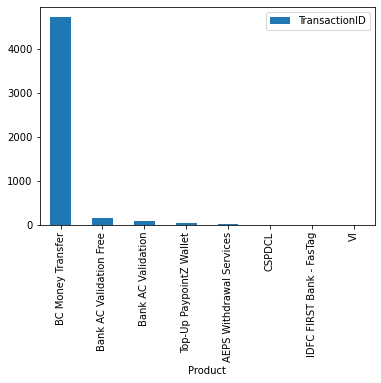 TransactionID
4000
3000
2000
1000
0
BC Money Transfer
Bank AC Validation Free
Bank AC Validation
Top-Up PaypointZ Wallet
AEPS Withdrawal Services
CSPDCL
IDFC FIRST Bank - FasTag
VI
Product